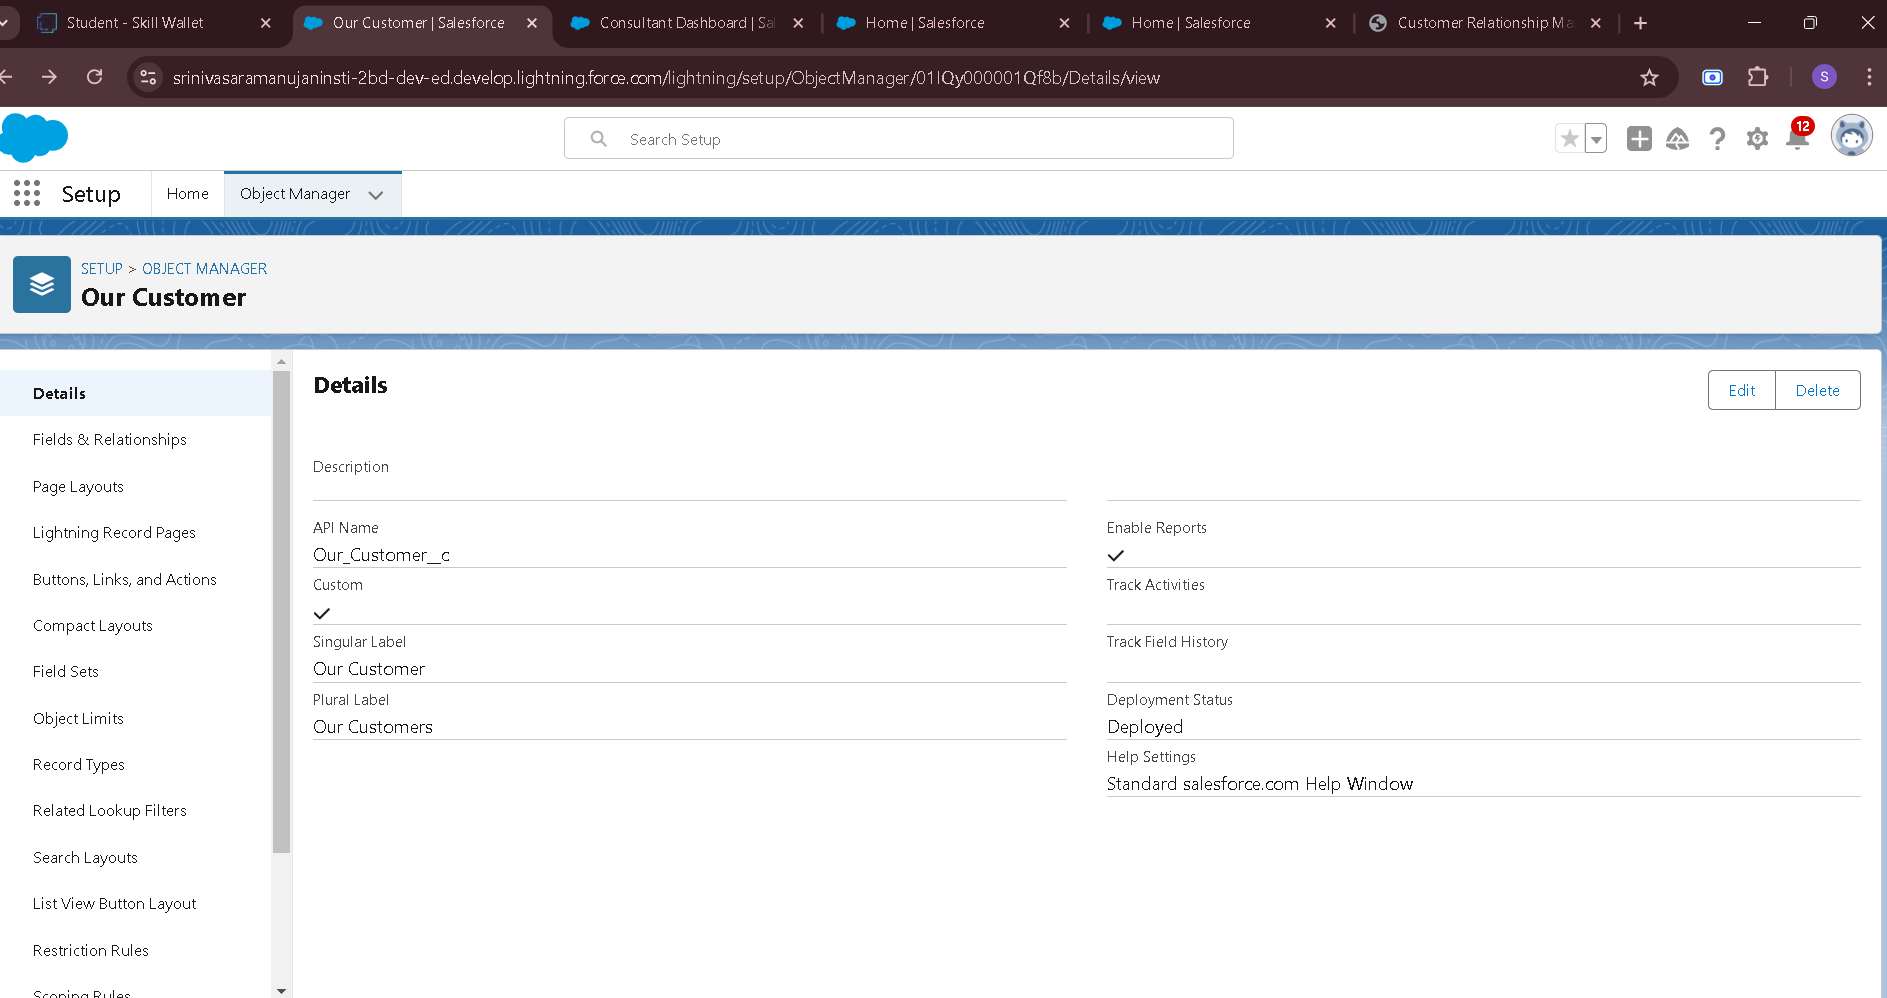 Student - Skill Wallet
Our Customer | Salesforce
Consultant Dashboard | Sal
Home | Salesforce
Home | Salesforce
Customer Relationship Ma
srinivasaramanujaninsti-2bd-dev-ed.develop.lightning.force.com/lightning/setup/ObjectManager/01IQy000001Qf8b/Details/view
S
Search Setup
12
Setup
Home
Object Manager
SETUP > OBJECT MANAGER
Our Customer
Details
Fields & Relationships
Page Layouts
Lightning Record Pages
Buttons, Links, and Actions
Compact Layouts
Field Sets
Object Limits
Record Types
Related Lookup Filters
Search Layouts
List View Button Layout
Restriction Rules
Scoping Rules
Details
Edit
Delete
Description
API Name
Our_Customer__c
Custom
Singular Label
Our Customer
Plural Label
Our Customers
Enable Reports
Track Activities
Track Field History
Deployment Status
Deployed
Help Settings
Standard salesforce.com Help Window